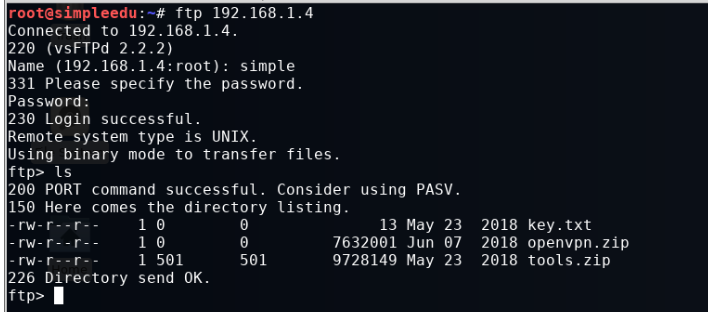 root@simpleedu:~# ftp 192.168.1.4
Connected to 192.168.1.4.
220 (vsFTPd 2.2.2)
Name (192.168.1.4:root): simple
331 Please specify the password.
Password:
230 Login successful.
Remote system type is UNIX.
Using binary mode to transfer files.
ftp> ls
200 PORT command successful. Consider using PASV.
150 Here comes the directory listing.
-rw-r--r--    1 0        0              13 May 23  2018 key.txt
-rw-r--r--    1 0        0         7632001 Jun 07  2018 openvpn.zip
-rw-r--r--    1 501      501       9728149 May 23  2018 tools.zip
226 Directory send OK.
ftp>